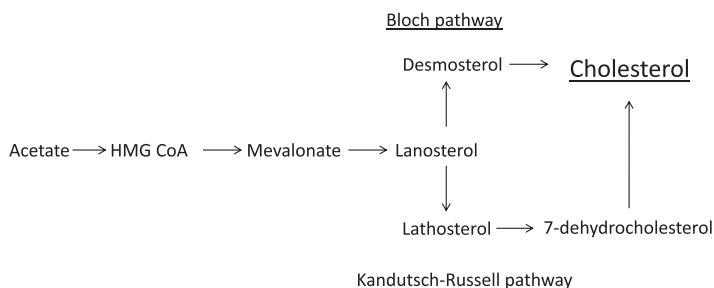 Bloch pathway
Desmosterol
Cholesterol
Acetate HMG CoA Mevalonate Lanosterol
Lathosterol 7-dehydrocholesterol
Kandutsch-Russell pathway